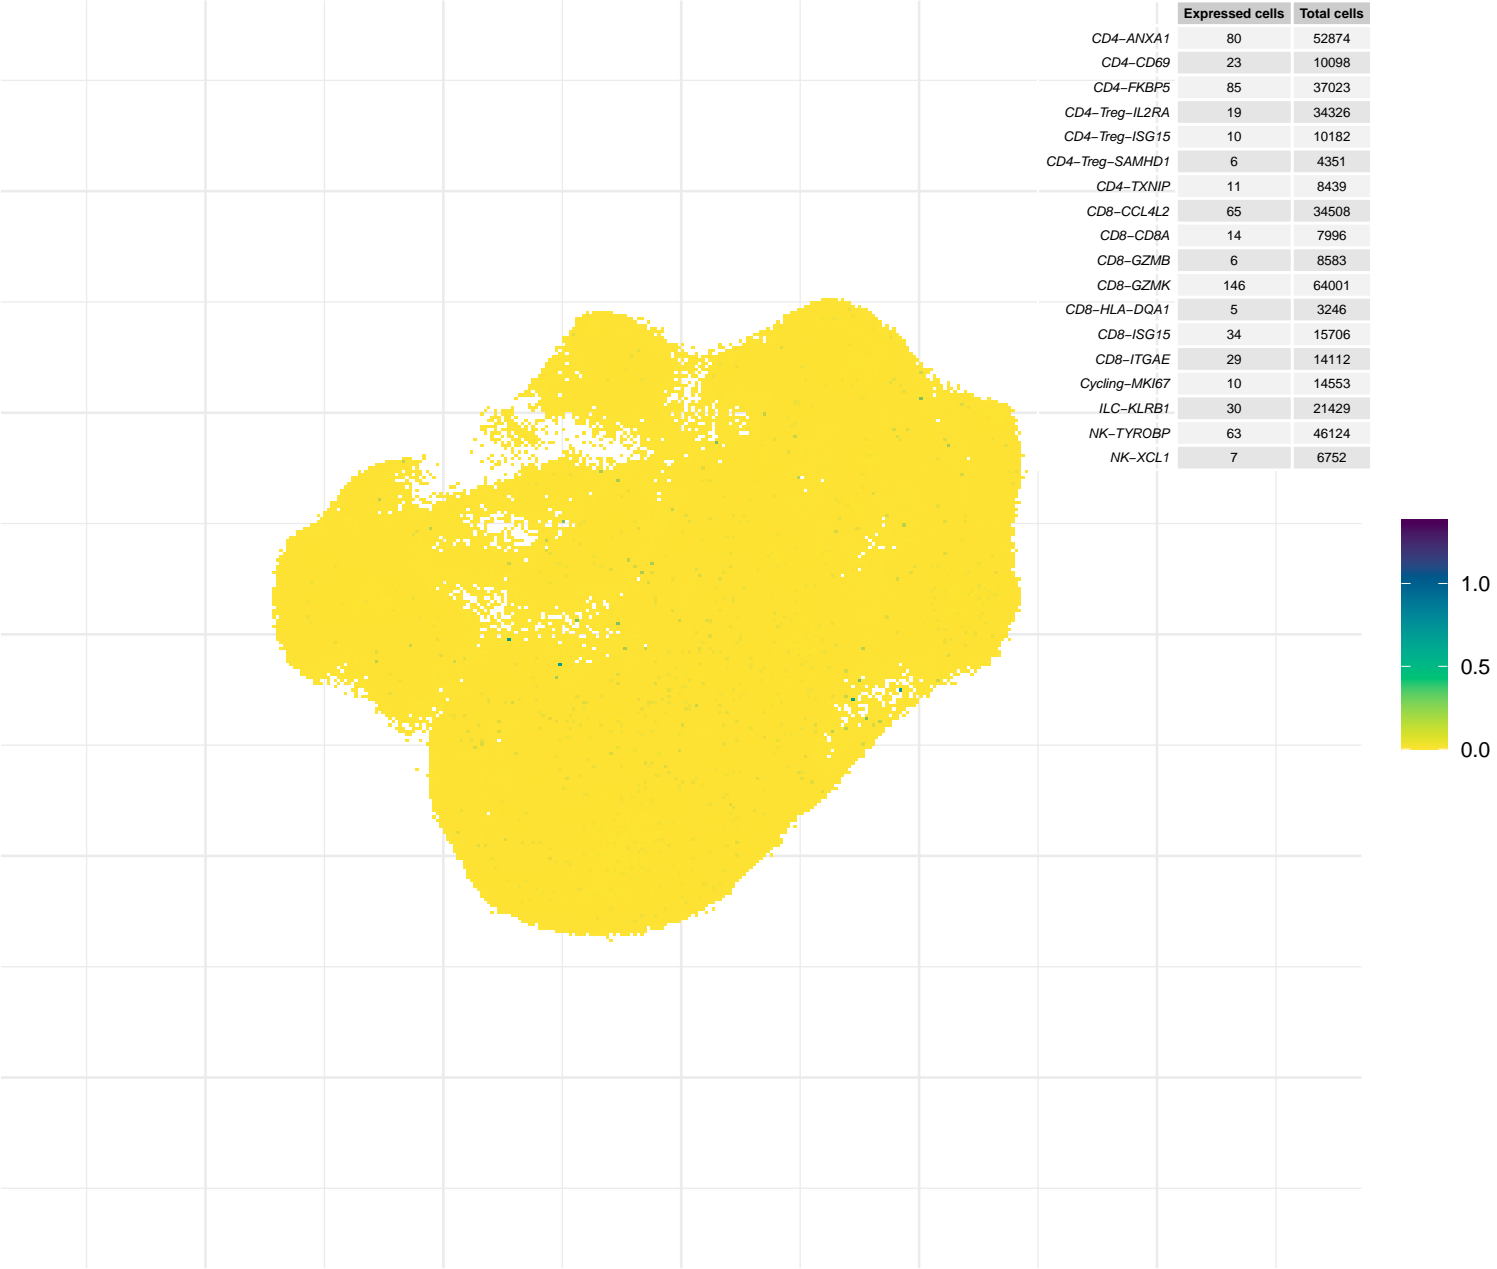 Expressed cells Total cells
CD4−ANXA1 80 52874
CD4−CD69 23 10098
CD4−FKBP5 85 37023
CD4−Treg−IL2RA 19 34326
CD4−Treg−ISG15 10 10182
CD4−Treg−SAMHD1 6 4351
CD4−TXNIP 11 8439
CD8−CCL4L2 65 34508
CD8−CD8A 14 7996
CD8−GZMB 6 8583
CD8−GZMK 146 64001
CD8−HLA−DQA1 5 3246
CD8−ISG15 34 15706
CD8−ITGAE 29 14112
Cycling−MKI67 10 14553
ILC−KLRB1 30 21429
NK−TYROBP 63 46124
NK−XCL1 7 6752
1.0
0.5
0.0